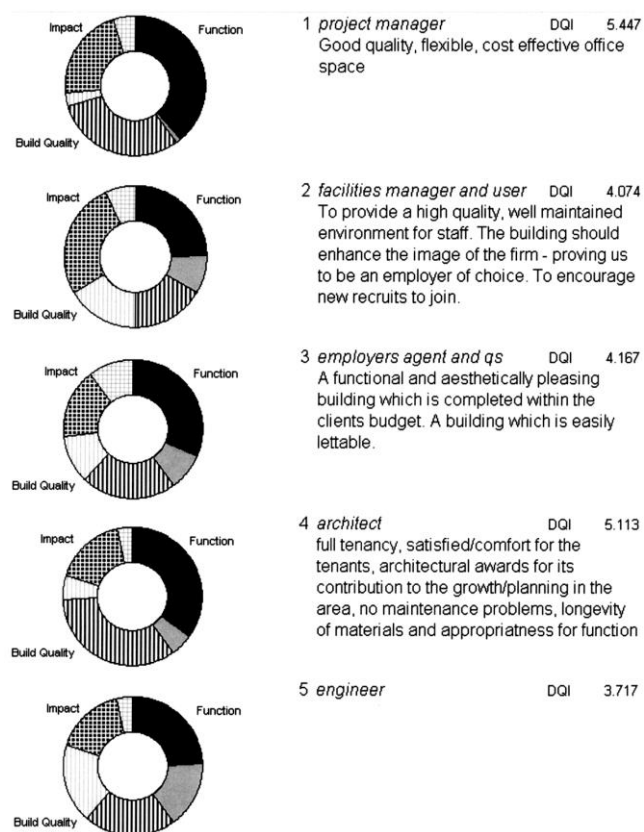 Impact
Function
Build Quality
1 project manager DQI 5.447
Good quality, flexible, cost effective office
space
Impact
Function
Build Quality
2 facilities manager and user DQI 4.074
To provide a high quality, well maintained
environment for staff. The building should
enhance the image of the firm - proving us
to be an employer of choice. To encourage
new recruits to join.
Impact
Function
Build Quality
3 employers agent and qs DQI 4.167
A functional and aesthetically pleasing
building which is completed within the
clients budget. A building which is easily
lettable.
Impact
Function
Build Quality
4 architect DQI 5.113
full tenancy, satisfied/comfort for the
tenants, architectural awards for its
contribution to the growth/planning in the
area, no maintenance problems, longevity
of materials and appropriatness for function
Impact
Function
Build Quality
5 engineer DQI 3.717